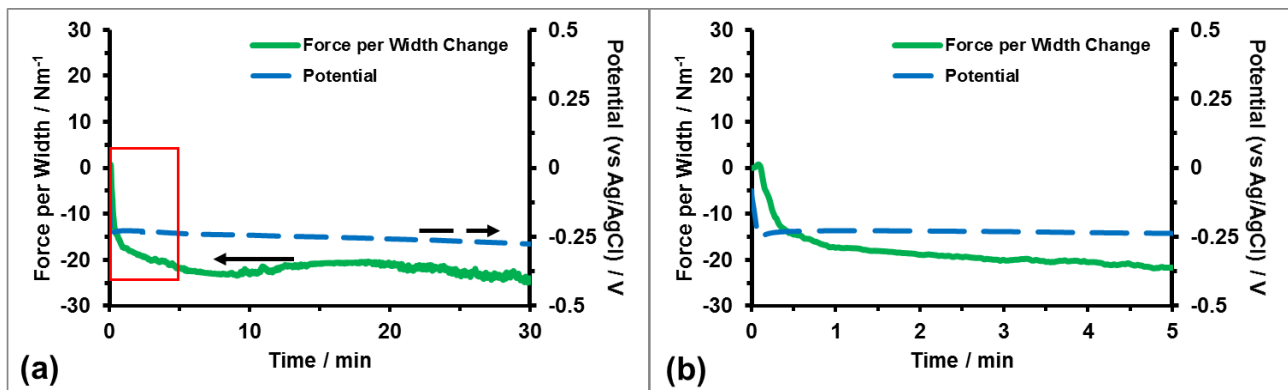 Force per Width / Nm⁻¹
30
20
10
0
-10
-20
-30
Force per Width Change
Potential
0.5
0.25
0
-0.25
-0.5
Potential (vs Ag/AgCl) / V
0
10
20
30
Time / min
(a)
Force per Width / Nm⁻¹
30
20
10
0
-10
-20
-30
Force per Width Change
Potential
0.5
0.25
0
-0.25
-0.5
Potential (vs Ag/AgCl) / V
0
1
2
3
4
5
Time / min
(b)